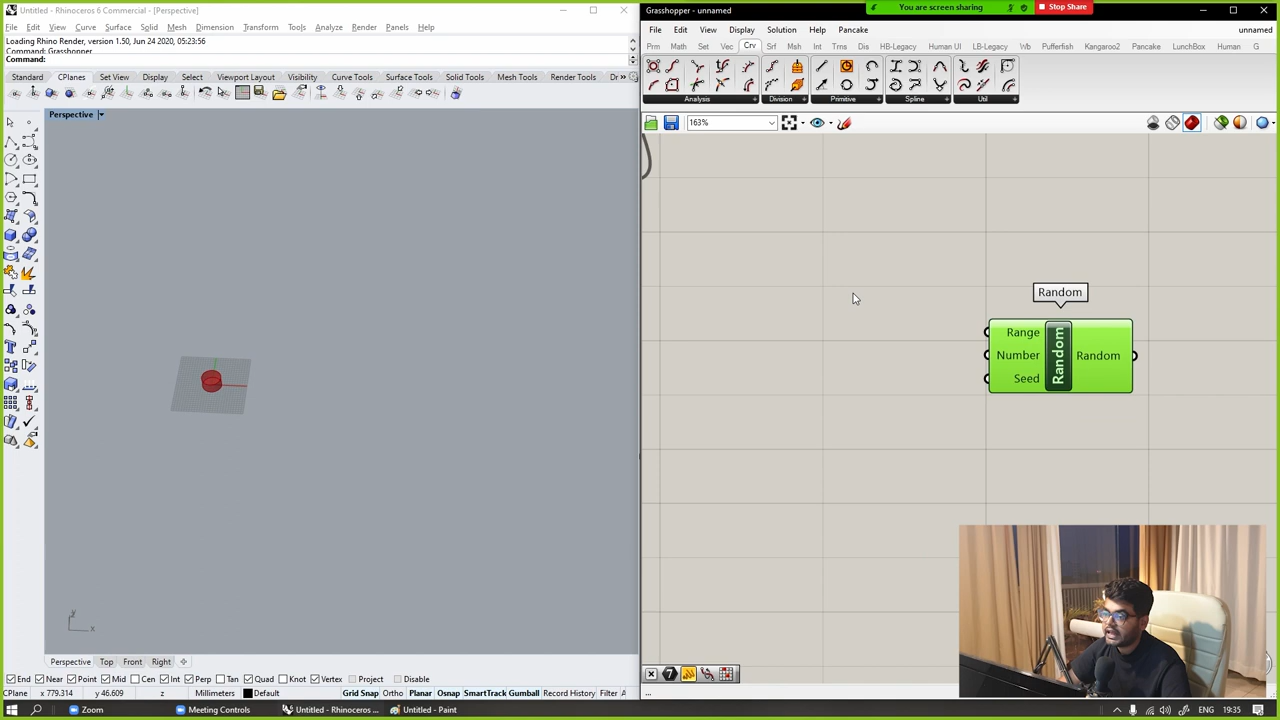 Untitled - Rhinoceros 6 Commercial - [Perspective]
File Edit View Curve Surface Solid Mesh Dimension Transform Tools Analyze Render Panels Help
Loading Rhino Render, version 1.50, Jun 24 2020, 05:23:56
Command: Grasshopper
Command:
Standard CPlanes Set View Display Select Viewport Layout Visibility Curve Tools Surface Tools Solid Tools Mesh Tools Render Tools Dr »
Perspective
y
x
Perspective Top Front Right
End Near Point Mid Cen Int Perp Tan Quad Knot Vertex Project Disable
CPlane x 779.314 y 46.609 z Millimeters Default Grid Snap Ortho Planar Osnap SmartTrack Gumball Record History Filter A
Grasshopper - unnamed
You are screen sharing
Stop Share
File Edit View Display Solution Help Pancake unnamed
Prm Math Set Vec Crv Srf Msh Int Trns Dis HB-Legacy Human UI LB-Legacy Wb Pufferfish Kangaroo2 Pancake LunchBox Human G
Analysis Division Primitive Spline Util
163%
Random
Range
Number
Seed
Random
Random
...
Zoom Meeting Controls Untitled - Rhinoceros ... Untitled - Paint ENG 19:35